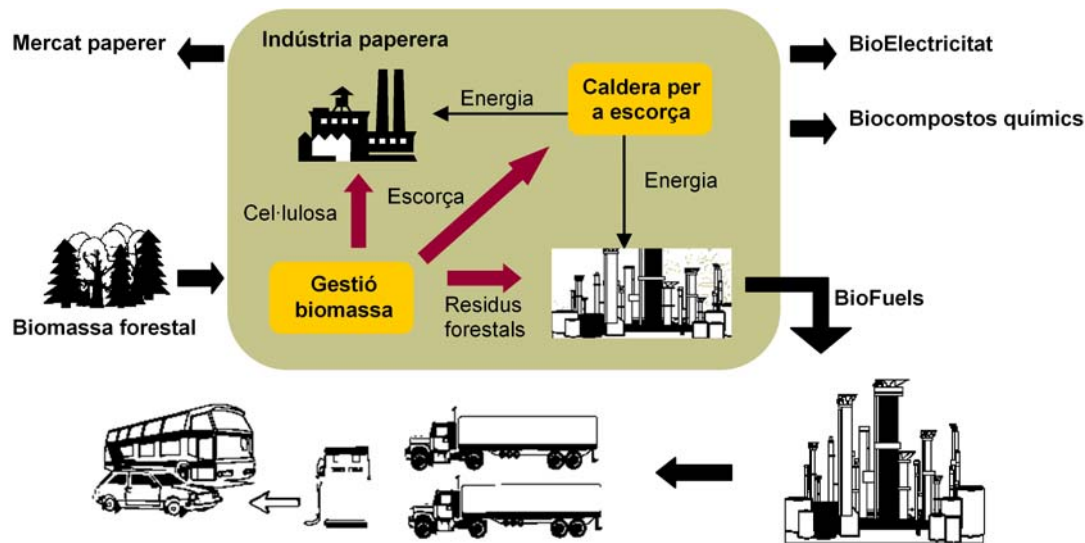 Mercat paperer
Indústria paperera
BioElectricitat
Energia
Caldera per
a escorça
Biocompostos químics
Escorça
Energia
Cel·lulosa
Gestió
biomassa
Residus
forestals
BioFuels
Biomassa forestal